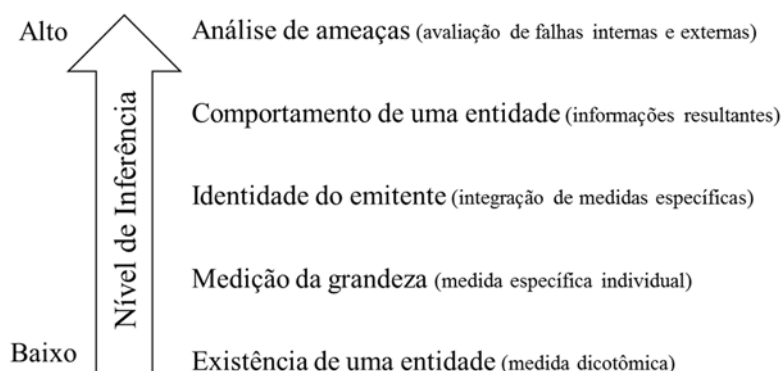 Alto
Análise de ameaças (avaliação de falhas internas e externas)
Comportamento de uma entidade (informações resultantes)
Identidade do emitente (integração de medidas específicas)
Medição da grandeza (medida específica individual)
Baixo
Existência de uma entidade (medida dicotômica)
Nível de Inferência